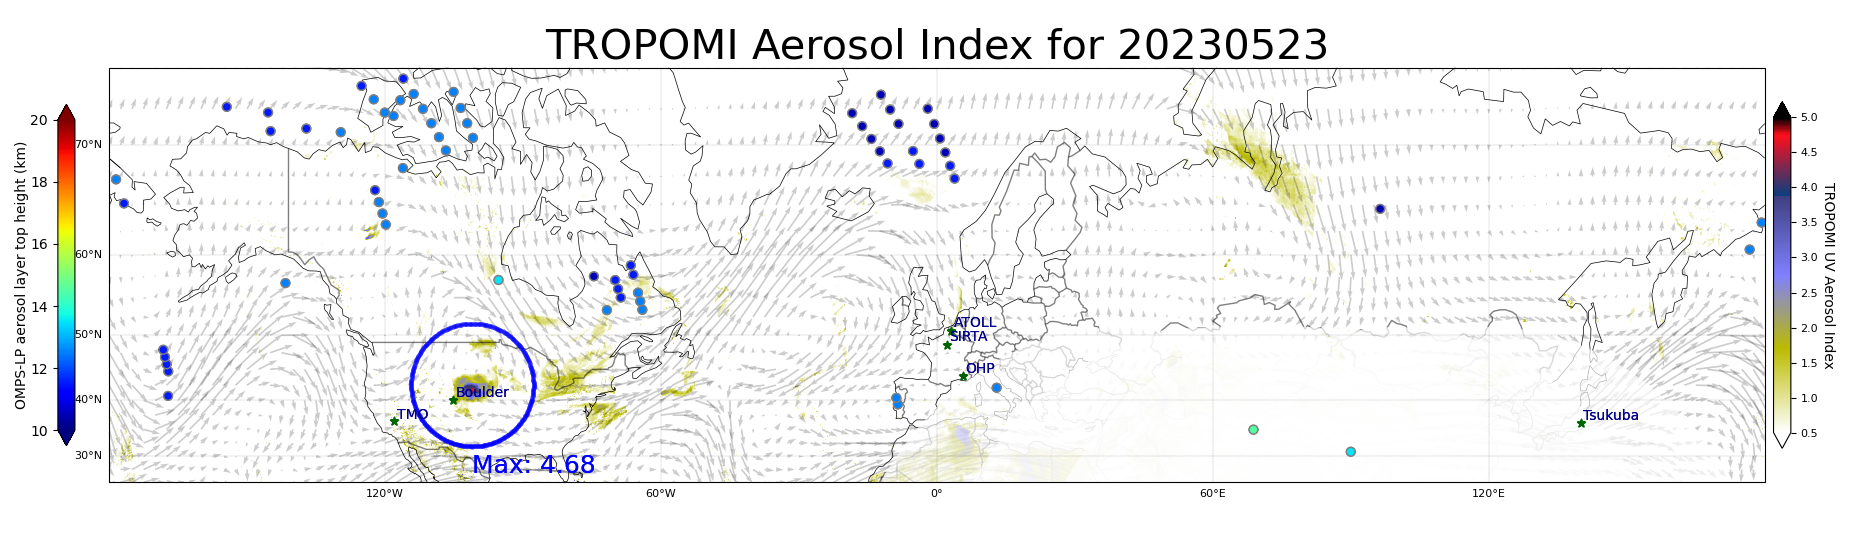 TROPOMI Aerosol Index for 20230523
OMPS-LP aerosol layer top height (km)
20
18
16
14
12
10
70°N
60°N
50°N
40°N
30°N
120°W
60°W
0°
60°E
120°E
ATOLL
SIRTA
OHP
Boulder
TMO
Tsukuba
Max: 4.68
5.0
4.5
4.0
3.5
3.0
2.5
2.0
1.5
1.0
0.5
TROPOMI UV Aerosol Index